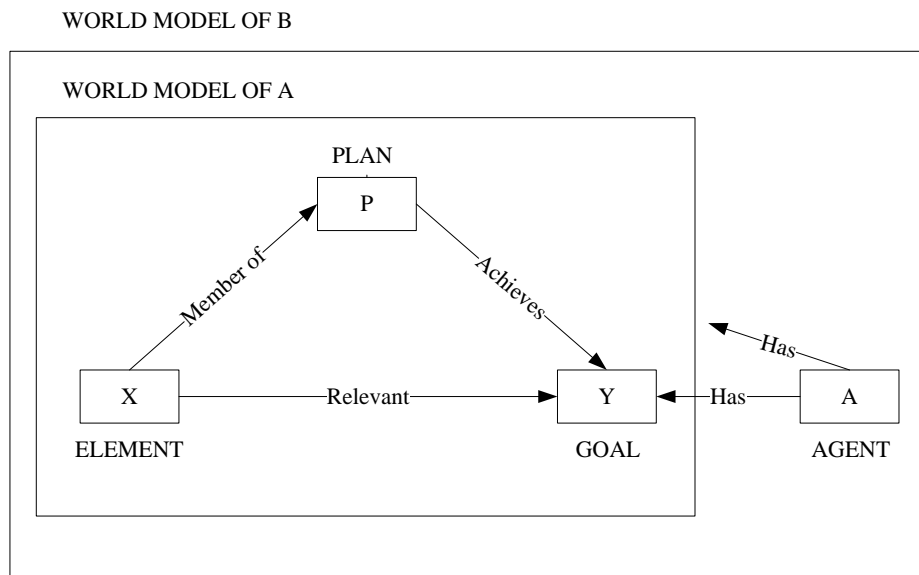 WORLD MODEL OF B
WORLD MODEL OF A
PLAN
P
Member of
Achieves
Has
X
Relevant
Y
Has
A
ELEMENT
GOAL
AGENT